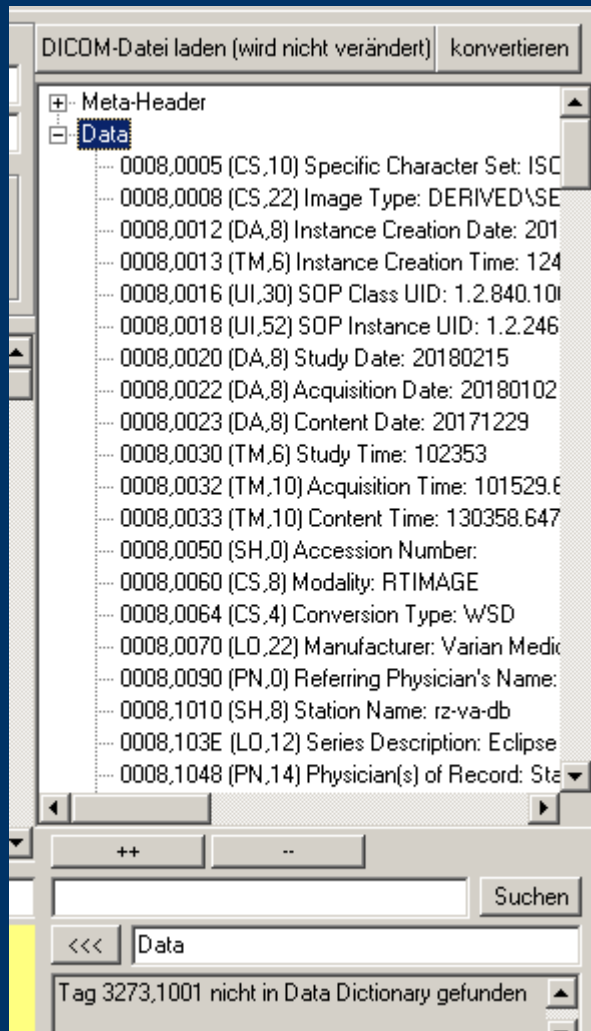 DICOM-Datei laden (wird nicht verändert) konvertieren
Meta-Header
Data
0008,0005 (CS,10) Specific Character Set: ISO
0008,0008 (CS,22) Image Type: DERIVED\SE
0008,0012 (DA,8) Instance Creation Date: 201
0008,0013 (TM,6) Instance Creation Time: 124
0008,0016 (UI,30) SOP Class UID: 1.2.840.10
0008,0018 (UI,52) SOP Instance UID: 1.2.246
0008,0020 (DA,8) Study Date: 20180215
0008,0022 (DA,8) Acquisition Date: 20180102
0008,0023 (DA,8) Content Date: 20171229
0008,0030 (TM,6) Study Time: 102353
0008,0032 (TM,10) Acquisition Time: 101529.6
0008,0033 (TM,10) Content Time: 130358.647
0008,0050 (SH,0) Accession Number:
0008,0060 (CS,8) Modality: RTIMAGE
0008,0064 (CS,4) Conversion Type: WSD
0008,0070 (LO,22) Manufacturer: Varian Medic
0008,0090 (PN,0) Referring Physician's Name:
0008,1010 (SH,8) Station Name: rz-va-db
0008,103E (LO,12) Series Description: Eclipse
0008,1048 (PN,14) Physician(s) of Record: Sta
++ --
Suchen
<<< Data
Tag 3273,1001 nicht in Data Dictionary gefunden